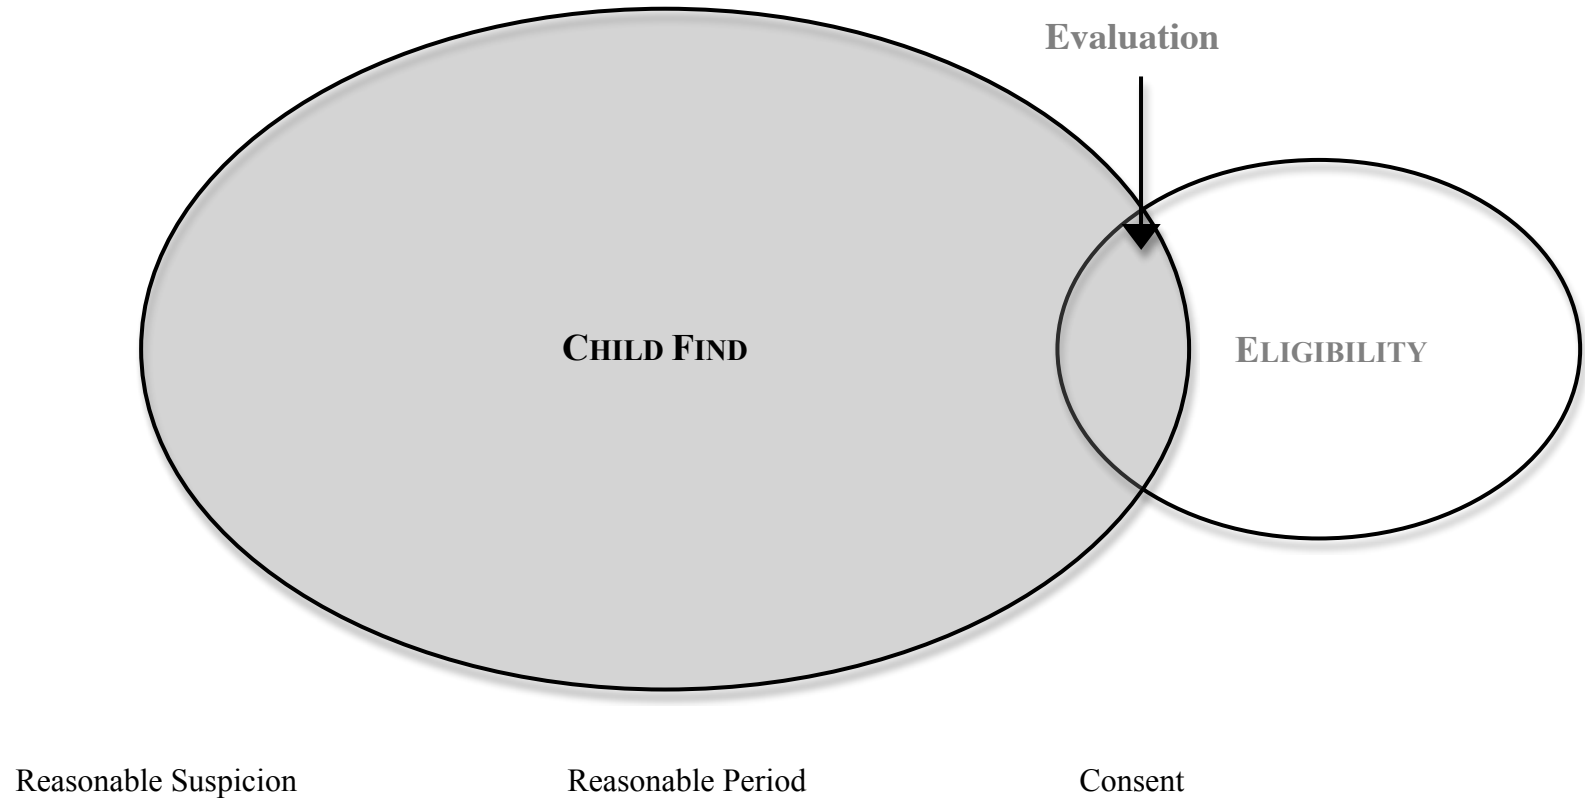 Evaluation
CHILD FIND
ELIGIBILITY
Reasonable Suspicion Reasonable Period Consent